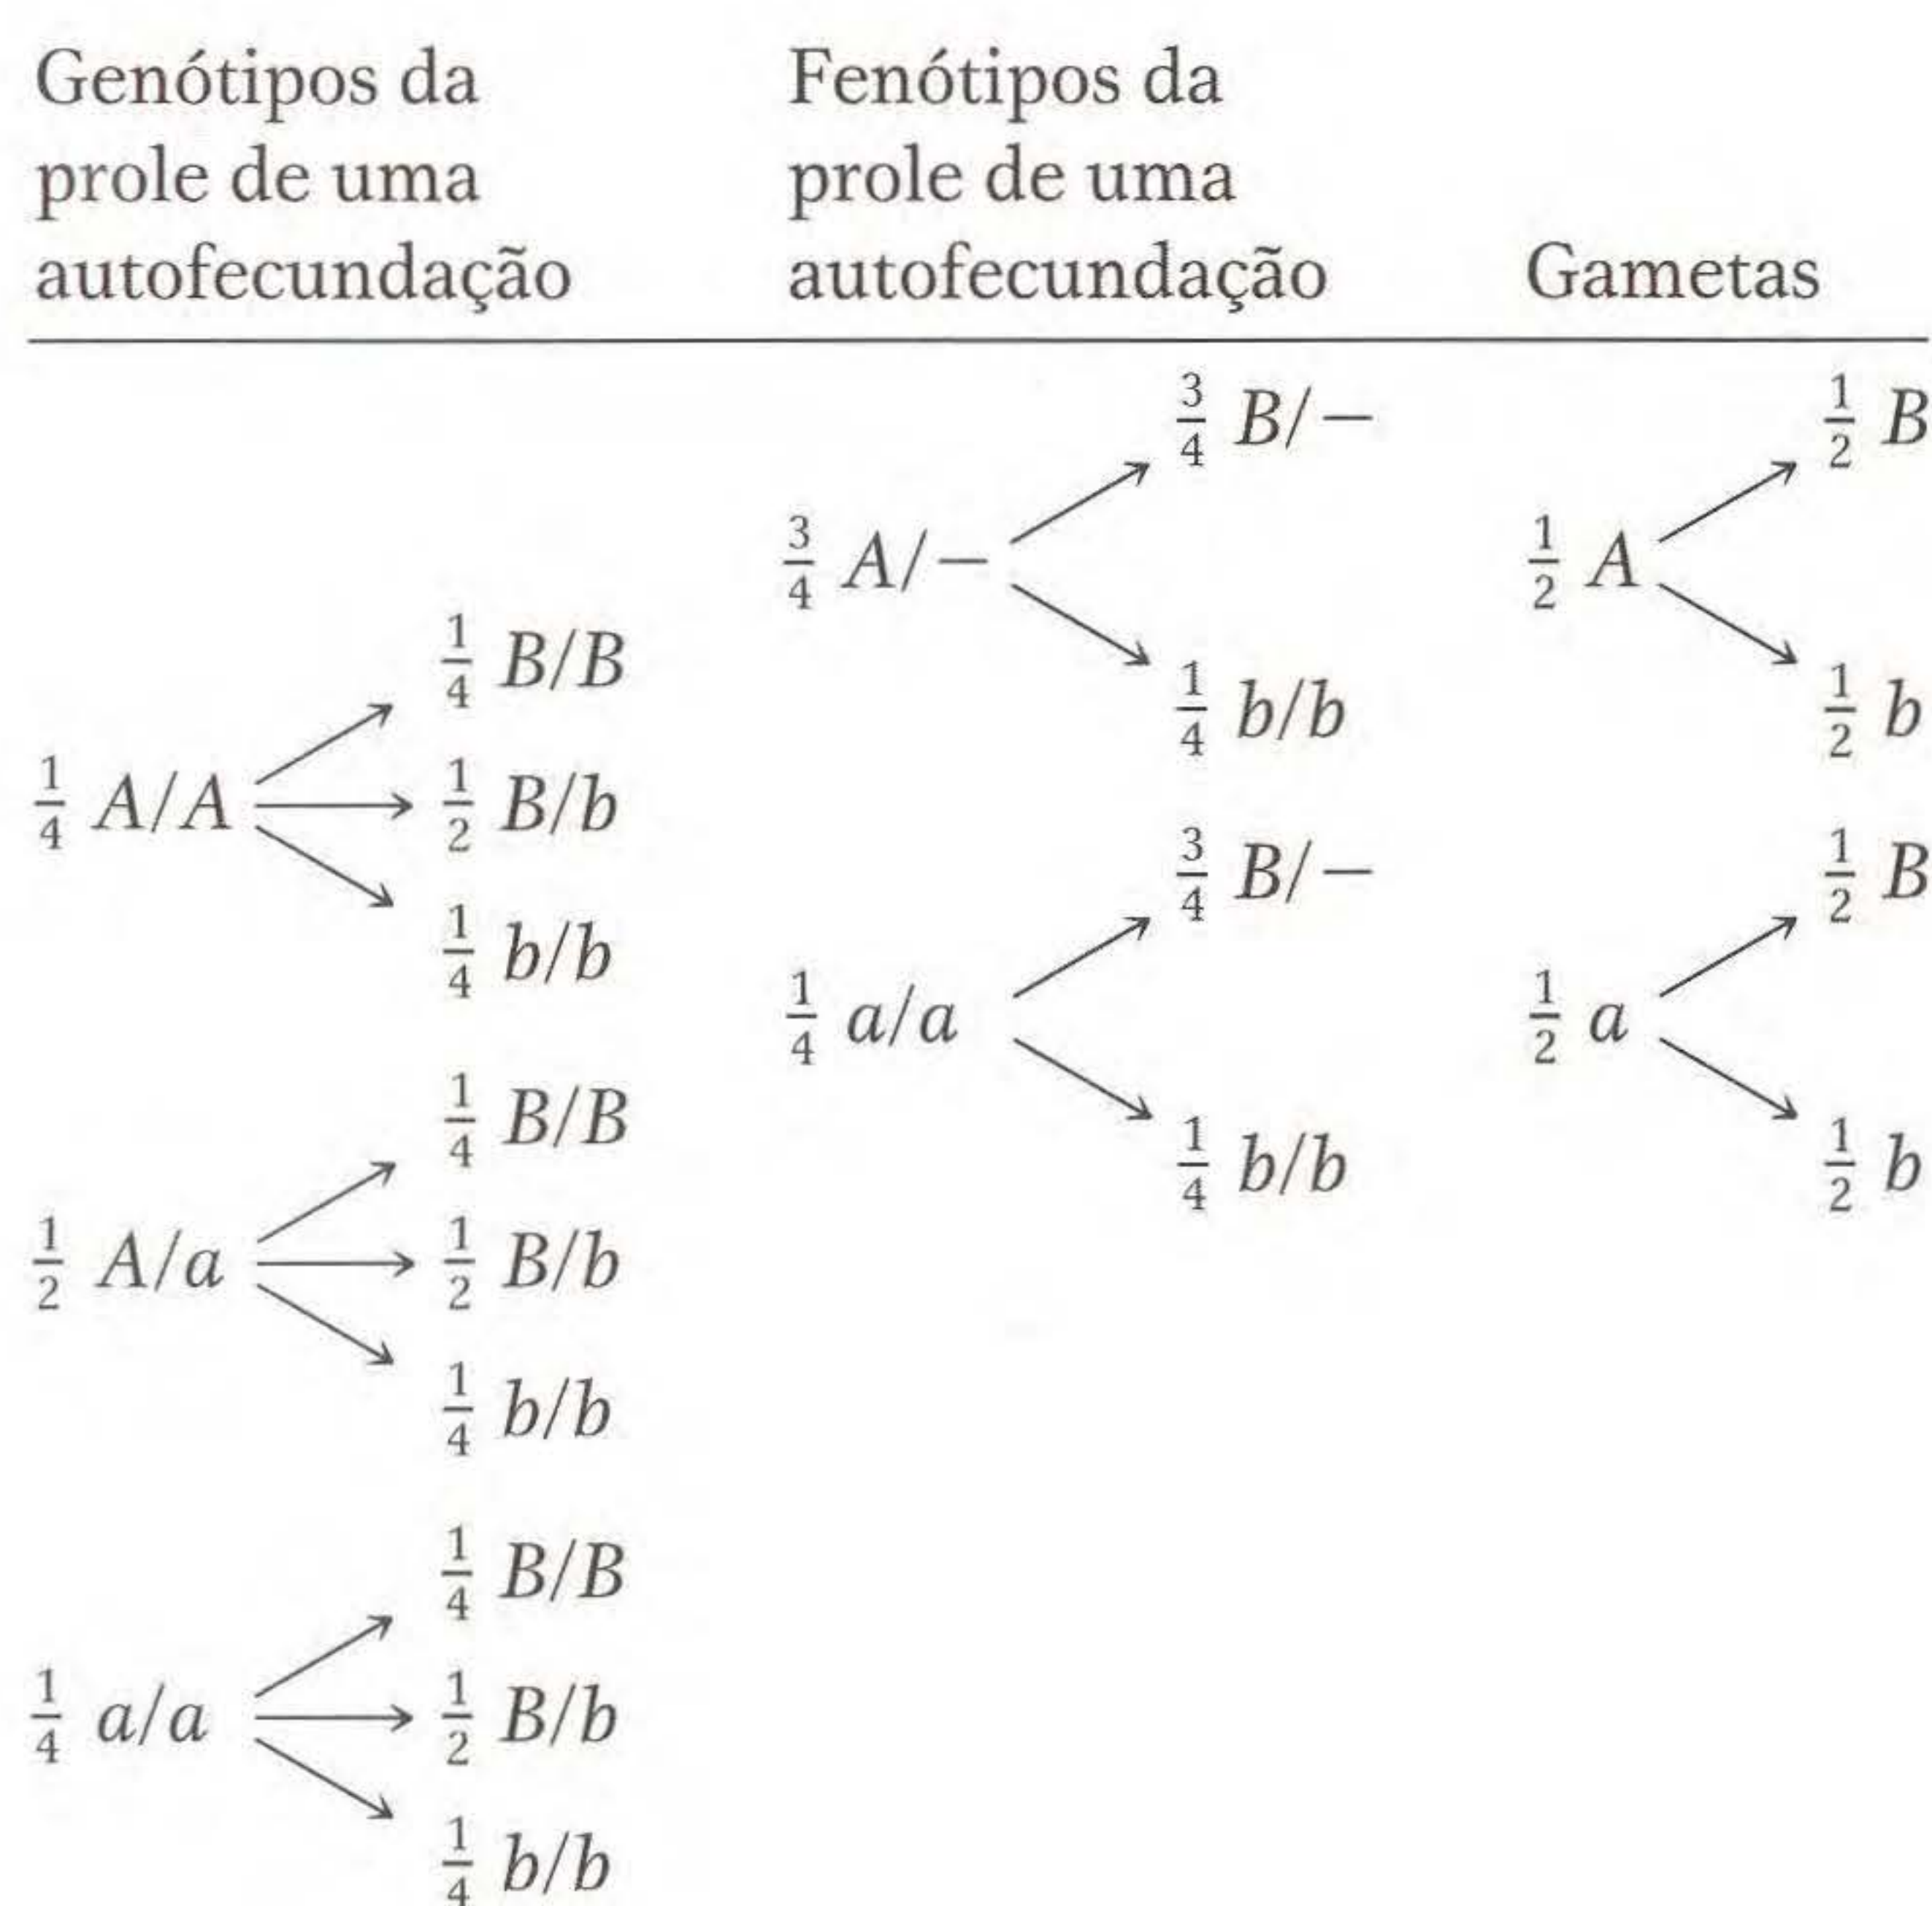 Genótipos da
prole de uma
autofecundação
Fenótipos da
prole de uma
autofecundação
Gametas
1/4 A/A
1/4 B/B
1/2 B/b
1/4 b/b
1/2 A/a
1/4 B/B
1/2 B/b
1/4 b/b
1/4 a/a
1/4 B/B
1/2 B/b
1/4 b/b
3/4 A/−
3/4 B/−
1/4 b/b
1/4 a/a
3/4 B/−
1/4 b/b
1/2 A
1/2 B
1/2 b
1/2 a
1/2 B
1/2 b